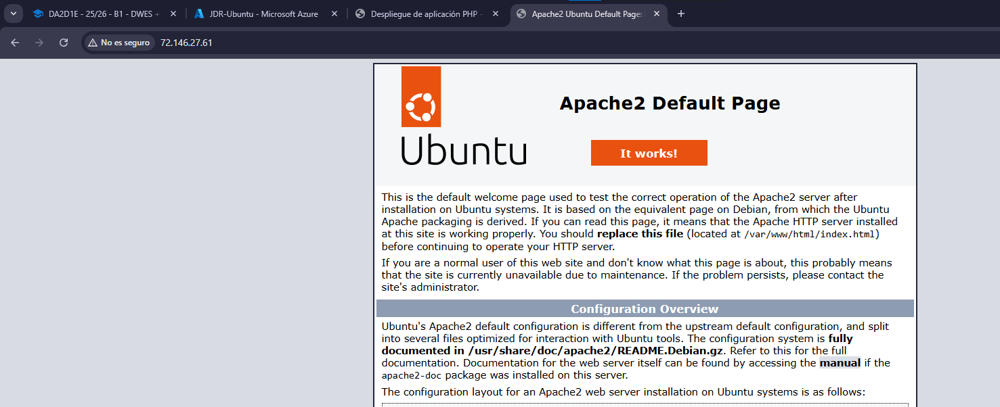 DA2D1E - 25/26 - B1 - DWES +
JDR-Ubuntu - Microsoft Azure
Despliegue de aplicación PHP -
Apache2 Ubuntu Default Page:
No es seguro
72.146.27.61
Apache2 Default Page
Ubuntu
It works!
This is the default welcome page used to test the correct operation of the Apache2 server after
installation on Ubuntu systems. It is based on the equivalent page on Debian, from which the Ubuntu
Apache packaging is derived. If you can read this page, it means that the Apache HTTP server installed
at this site is working properly. You should replace this file (located at /var/www/html/index.html)
before continuing to operate your HTTP server.
If you are a normal user of this web site and don't know what this page is about, this probably means
that the site is currently unavailable due to maintenance. If the problem persists, please contact the
site's administrator.
Configuration Overview
Ubuntu's Apache2 default configuration is different from the upstream default configuration, and split
into several files optimized for interaction with Ubuntu tools. The configuration system is fully
documented in /usr/share/doc/apache2/README.Debian.gz. Refer to this for the full
documentation. Documentation for the web server itself can be found by accessing the manual if the
apache2-doc package was installed on this server.
The configuration layout for an Apache2 web server installation on Ubuntu systems is as follows: